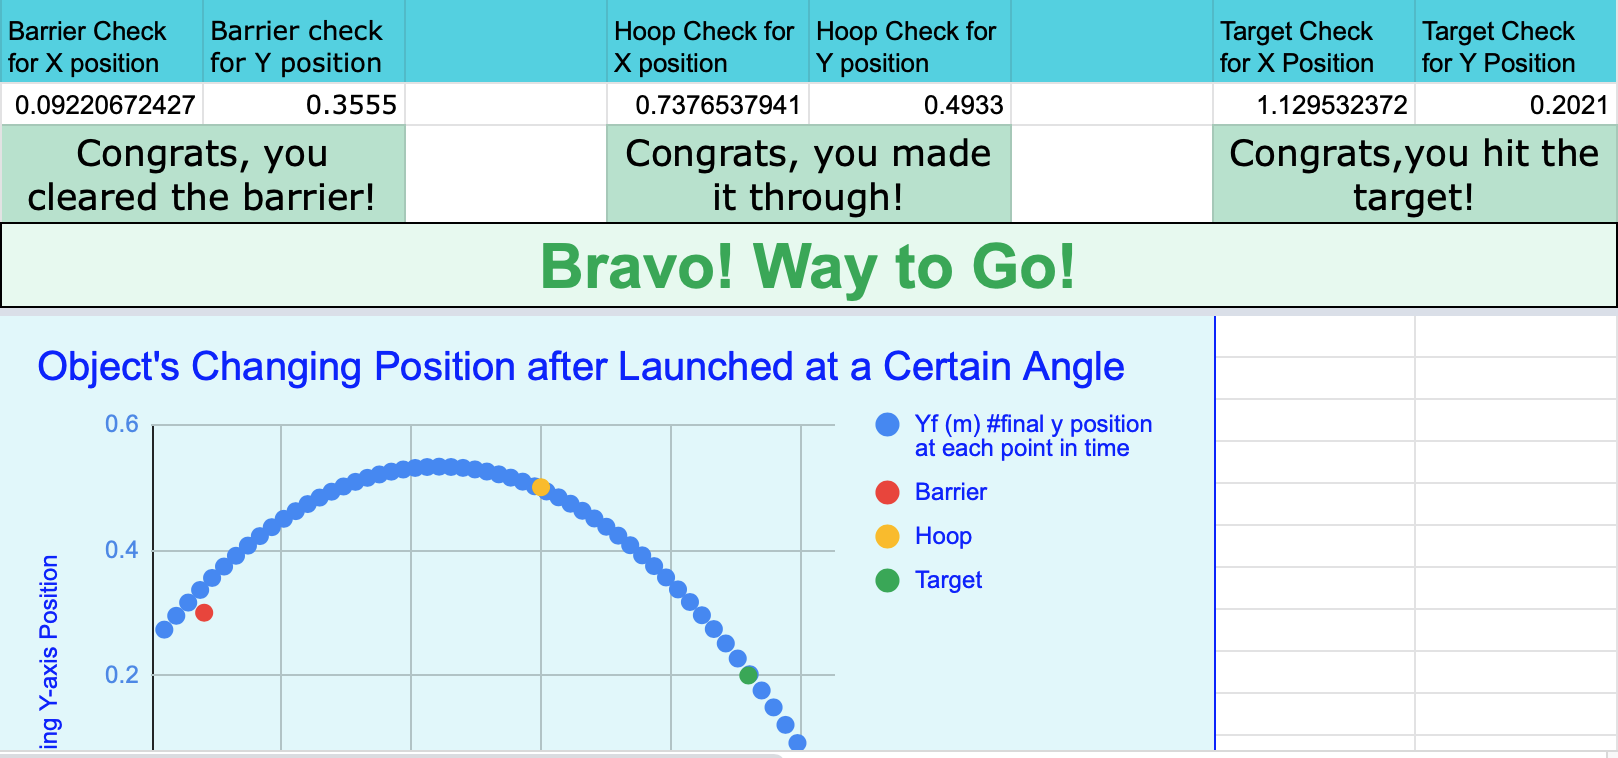 Barrier Check for X position
Barrier check for Y position
Hoop Check for X position
Hoop Check for Y position
Target Check for X Position
Target Check for Y Position
0.09220672427
0.3555
0.7376537941
0.4933
1.129532372
0.2021
Congrats, you
cleared the barrier!
Congrats, you made
it through!
Congrats,you hit the
target!
Bravo! Way to Go!
Object's Changing Position after Launched at a Certain Angle
0.6
0.4
0.2
ing Y-axis Position
Yf (m) #final y position
at each point in time
Barrier
Hoop
Target